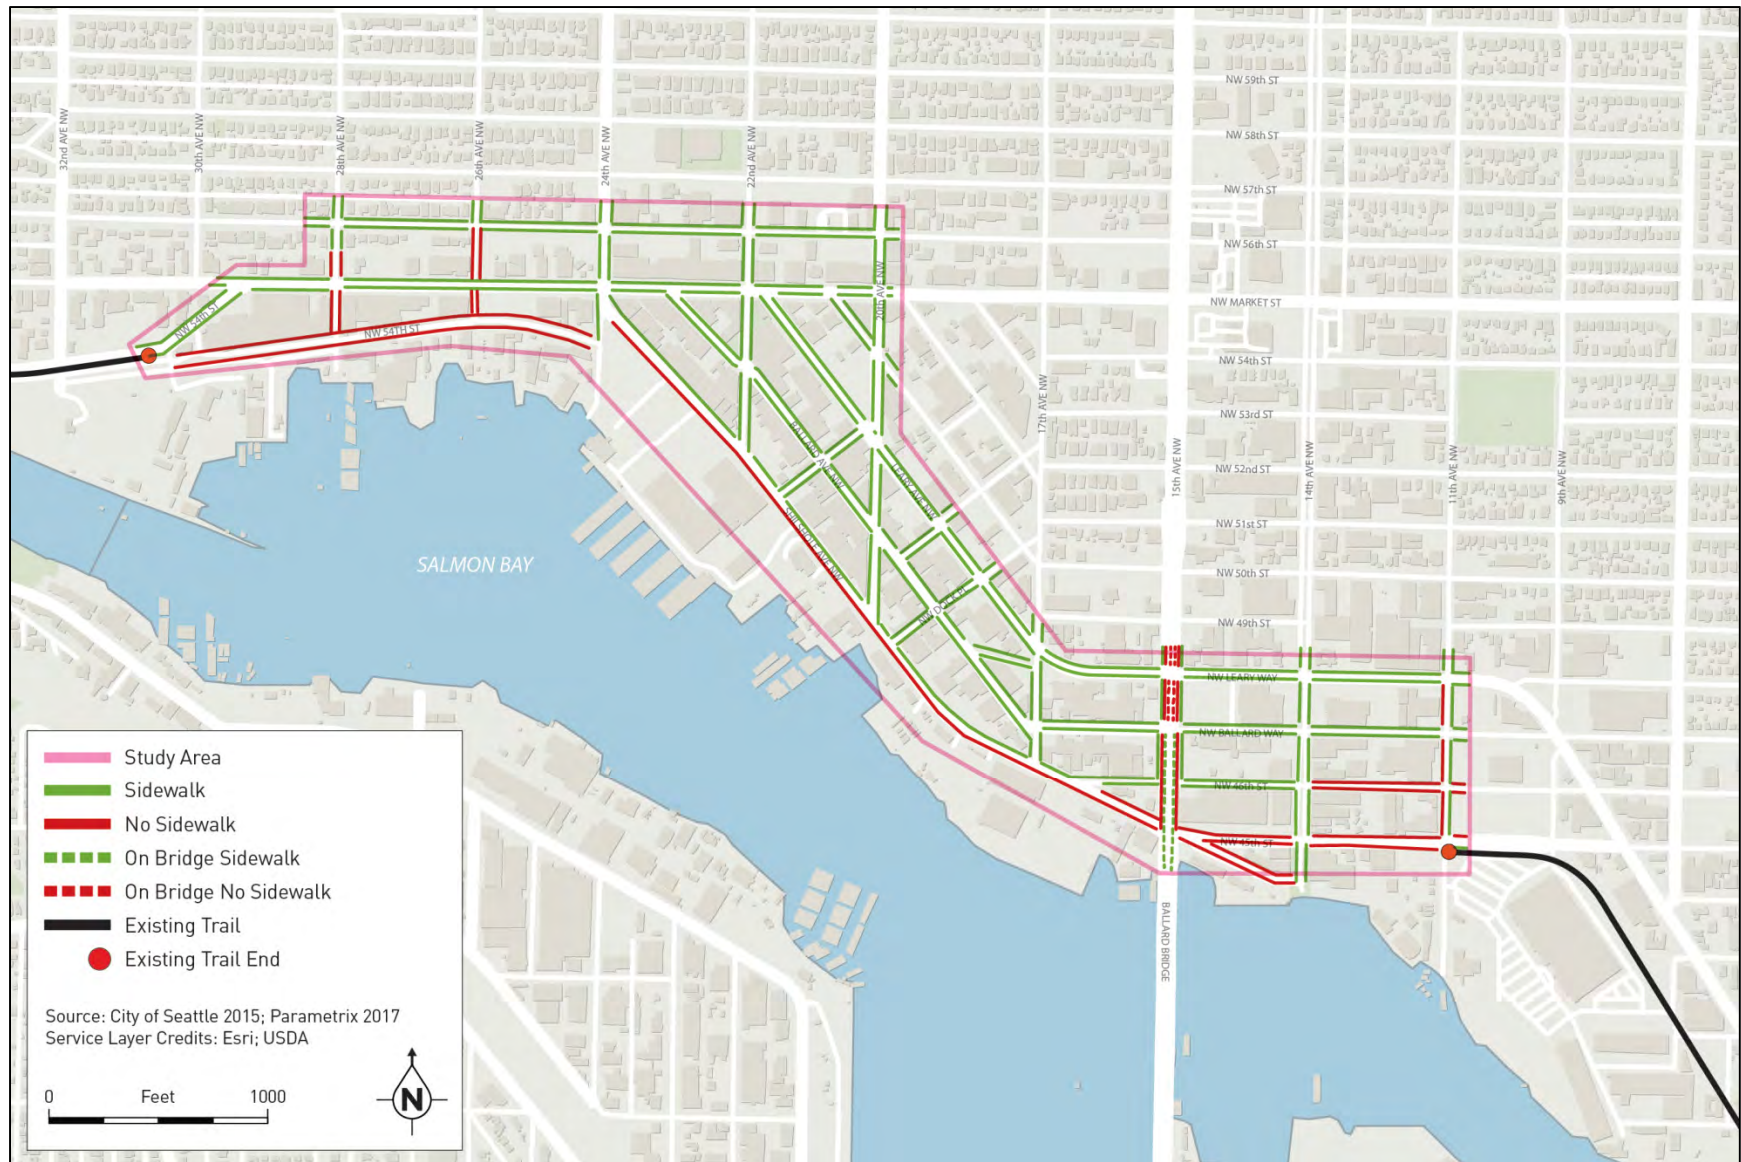 32nd AVE NW
30th AVE NW
28th AVE NW
26th AVE NW
24th AVE NW
22nd AVE NW
20th AVE NW
17th AVE NW
15th AVE NW
14th AVE NW
11th AVE NW
9th AVE NW
NW 59th ST
NW 58th ST
NW 57th ST
NW 56th ST
NW MARKET ST
NW 54th ST
NW 53rd ST
NW 52nd ST
NW 51st ST
NW 50th ST
NW 49th ST
NW 54th ST
NW 54TH ST
BALLARD AVE NW
LEARY AVE NW
SHILSHOLE AVE NW
NW DOCK PL
NW LEARY WAY
NW BALLARD WAY
NW 46th ST
NW 45th ST
BALLARD BRIDGE
SALMON BAY
Study Area
Sidewalk
No Sidewalk
On Bridge Sidewalk
On Bridge No Sidewalk
Existing Trail
Existing Trail End
Source: City of Seattle 2015; Parametrix 2017
Service Layer Credits: Esri; USDA
0 Feet 1000
N